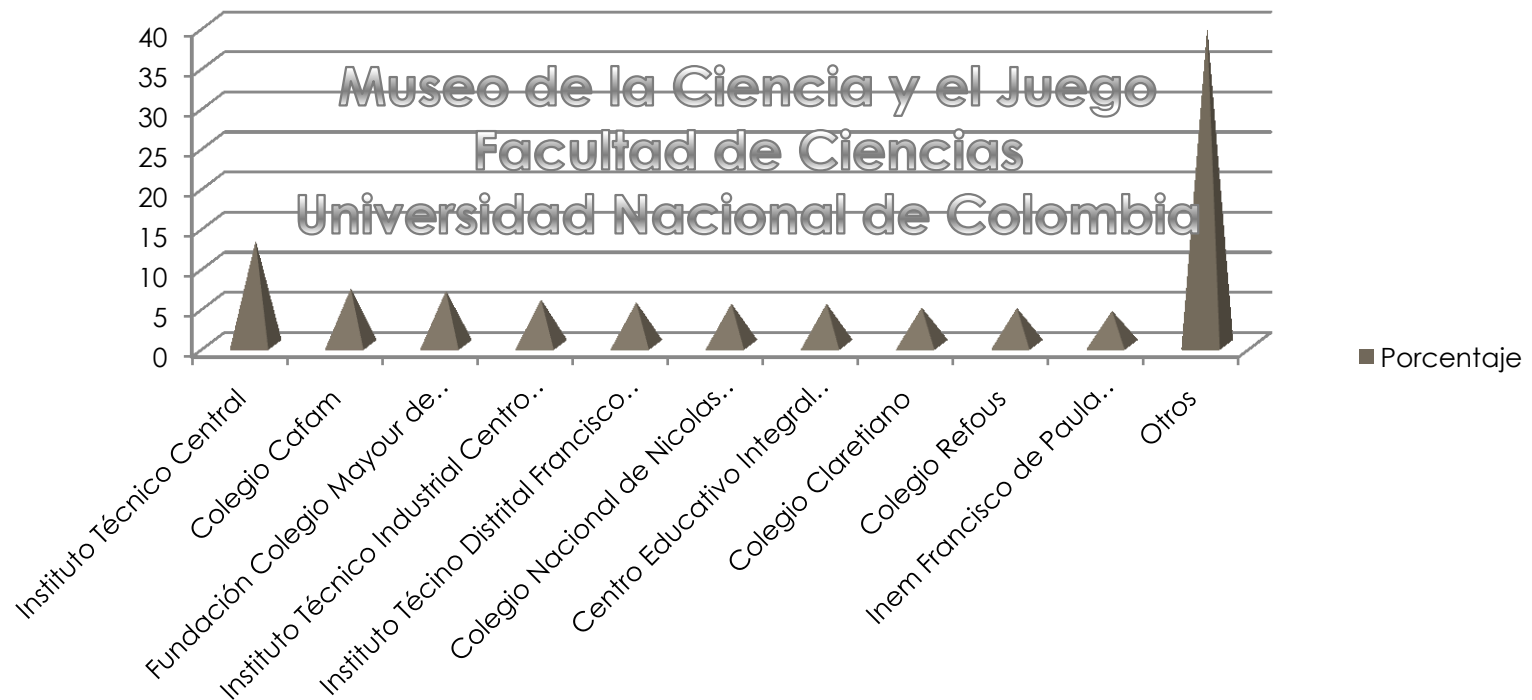 40
35
30
25
20
15
10
5
0
Museo de la Ciencia y el Juego
Facultad de Ciencias
Universidad Nacional de Colombia
Porcentaje
Instituto Técnico Central
Colegio Cafam
Fundación Colegio Mayour de..
Instituto Técnico Industrial Centro..
Instituto Técino Distrital Francisco..
Colegio Nacional de Nicolas..
Centro Educativo Integral..
Colegio Claretiano
Colegio Refous
Inem Francisco de Paula..
Otros